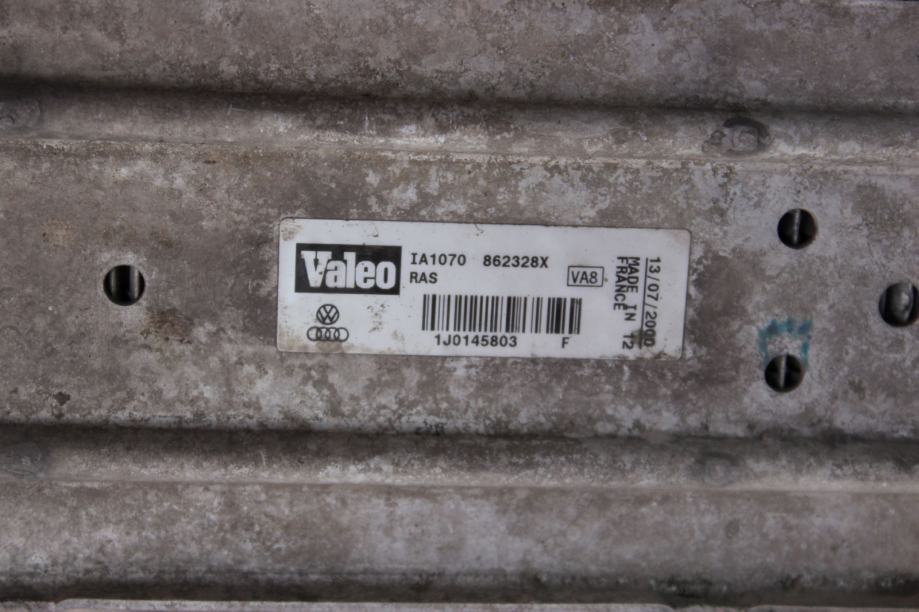 Valeo
IA1070 862328X
RAS
VA8
1J0145803 F
13/07/2000
MADE IN
FRANCE T2